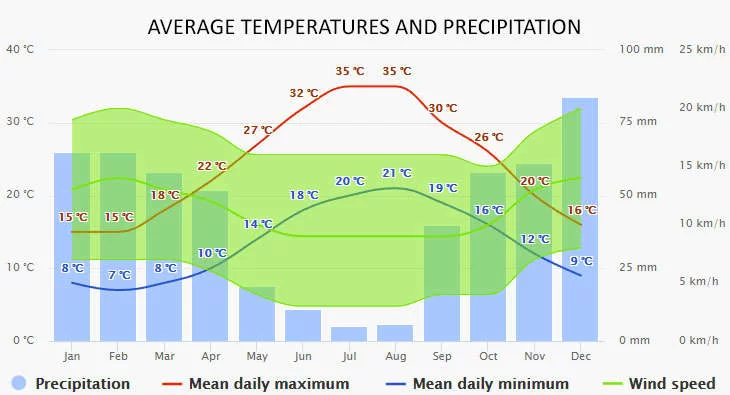 AVERAGE TEMPERATURES AND PRECIPITATION
40 °C 100 mm 25 km/h
35 °C 35 °C
32 °C
30 °C
20 km/h
30 °C 75 mm
27 °C
26 °C
22 °C
15 km/h
21 °C
20 °C 20 °C
18 °C 18 °C 19 °C
20 °C 50 mm
15 °C 15 °C 14 °C 16 °C 16 °C
10 km/h
10 °C 12 °C
8 °C 7 °C 8 °C 9 °C
10 °C 25 mm
5 km/h
0 °C 0 mm 0 km/h
Jan Feb Mar Apr May Jun Jul Aug Sep Oct Nov Dec
Precipitation Mean daily maximum Mean daily minimum Wind speed